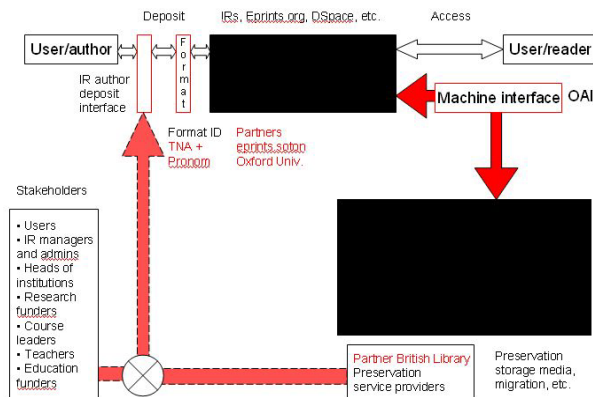 Deposit
IRs, Eprints.org, DSpace, etc.
Access
User/author
Format
User/reader
IR author
deposit
interface
Machine interface
OAI
Format ID
TNA +
Pronom
Partners
eprints.soton
Oxford Univ.
Stakeholders
• Users
• IR managers
and admins
• Heads of
institutions
• Research
funders
• Course
leaders
• Teachers
• Education
funders
Partner British Library
Preservation
service providers
Preservation
storage media,
migration, etc.